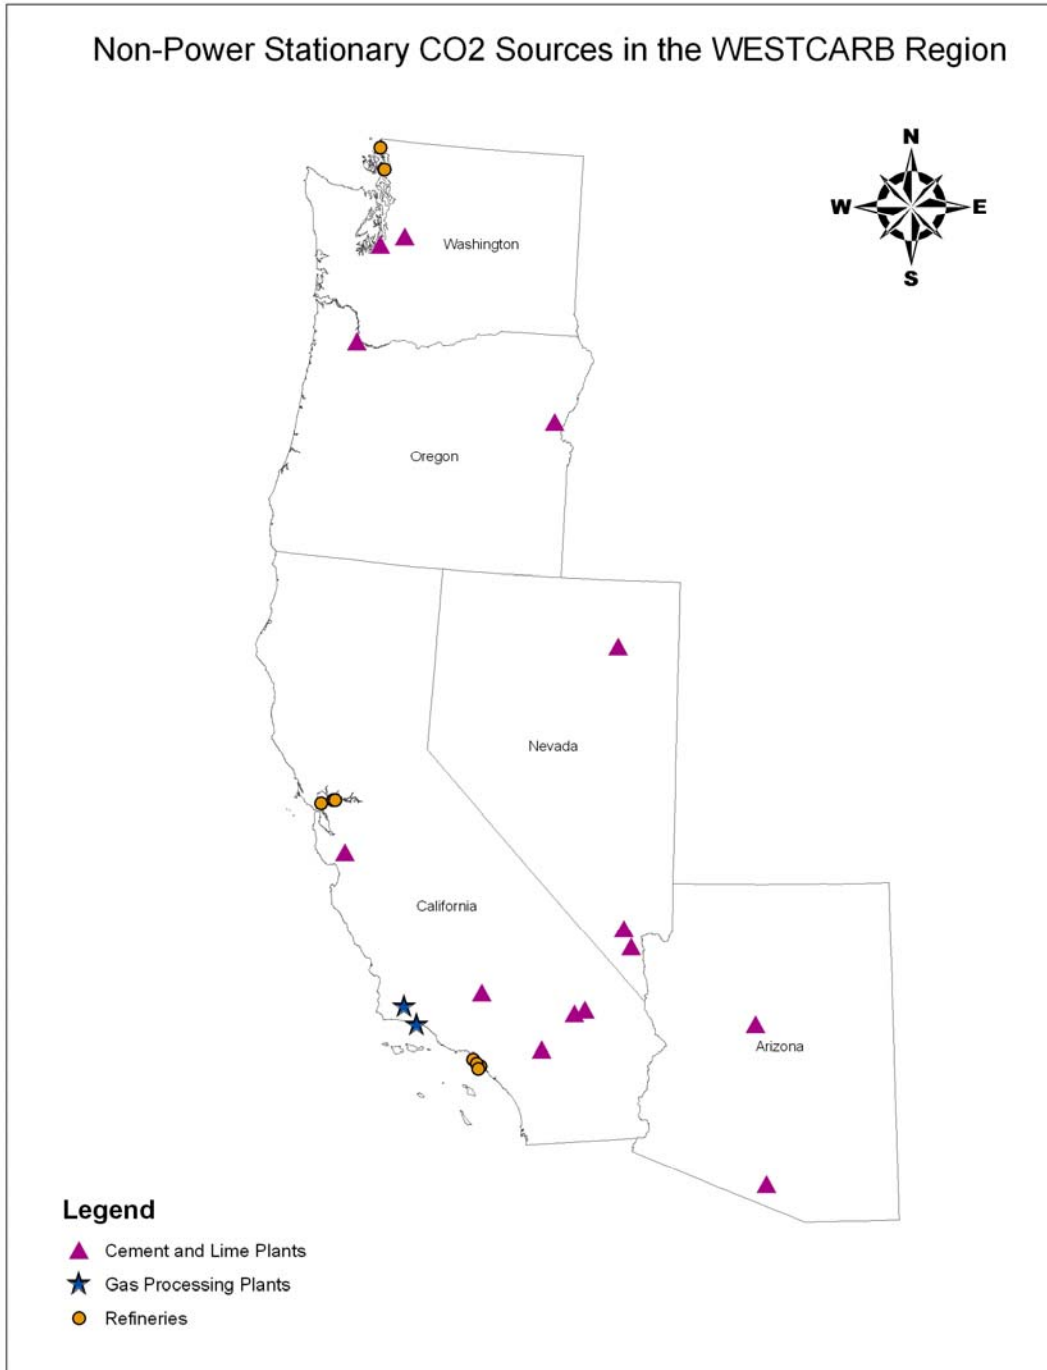 Non-Power Stationary CO2 Sources in the WESTCARB Region
N
W E
S
Washington
Oregon
Nevada
California
Arizona
Legend
Cement and Lime Plants
Gas Processing Plants
Refineries